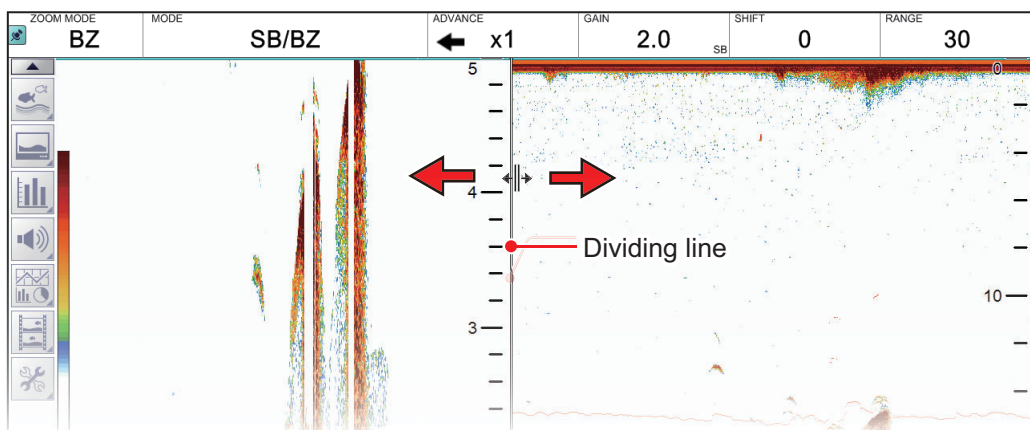 ZOOM MODE MODE ADVANCE GAIN SHIFT RANGE
BZ SB/BZ x1 2.0 SB 0 30
5 0
4
Dividing line
10
3